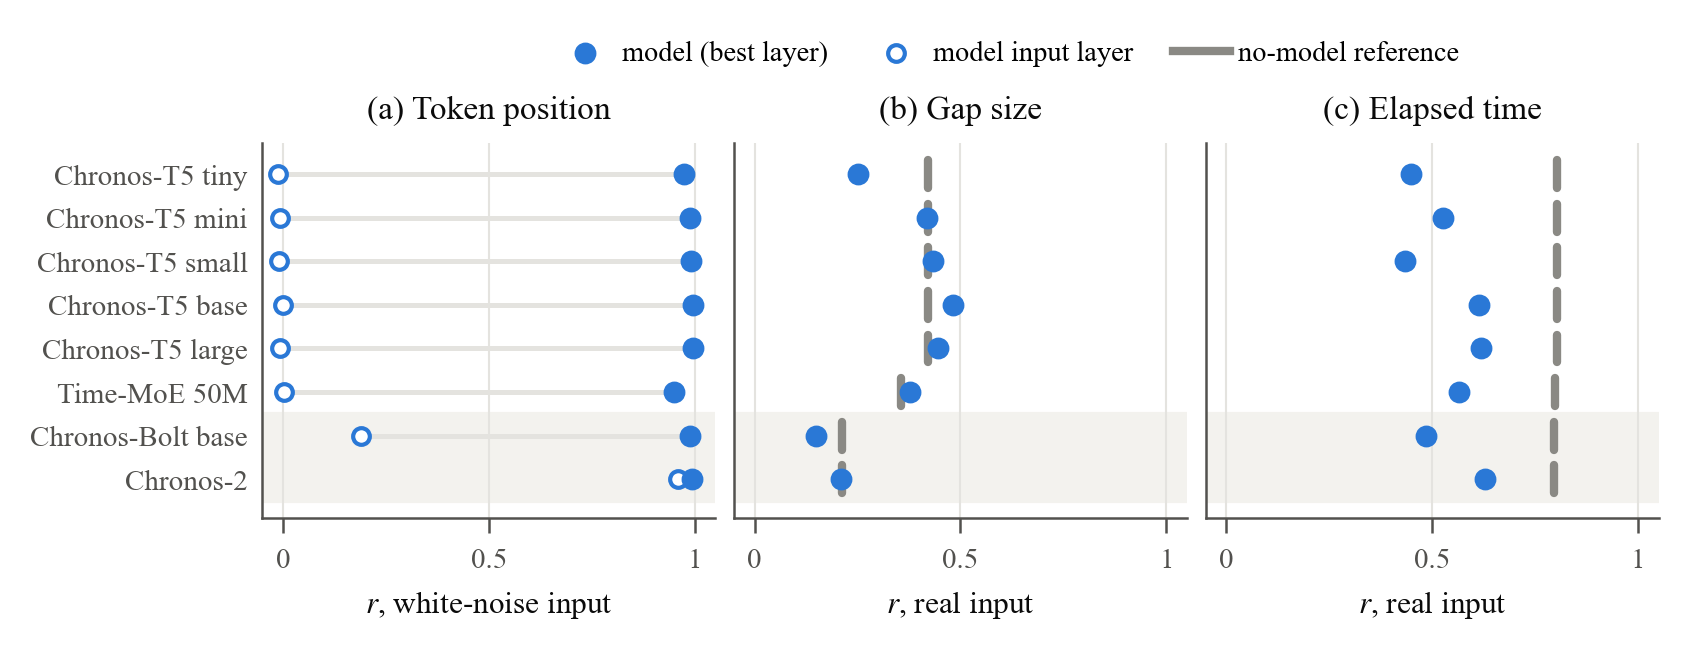 model (best layer) model input layer no-model reference
(a) Token position (b) Gap size (c) Elapsed time
Chronos-T5 tiny
Chronos-T5 mini
Chronos-T5 small
Chronos-T5 base
Chronos-T5 large
Time-MoE 50M
Chronos-Bolt base
Chronos-2
0 0.5 1 0 0.5 1 0 0.5 1
r, white-noise input r, real input r, real input